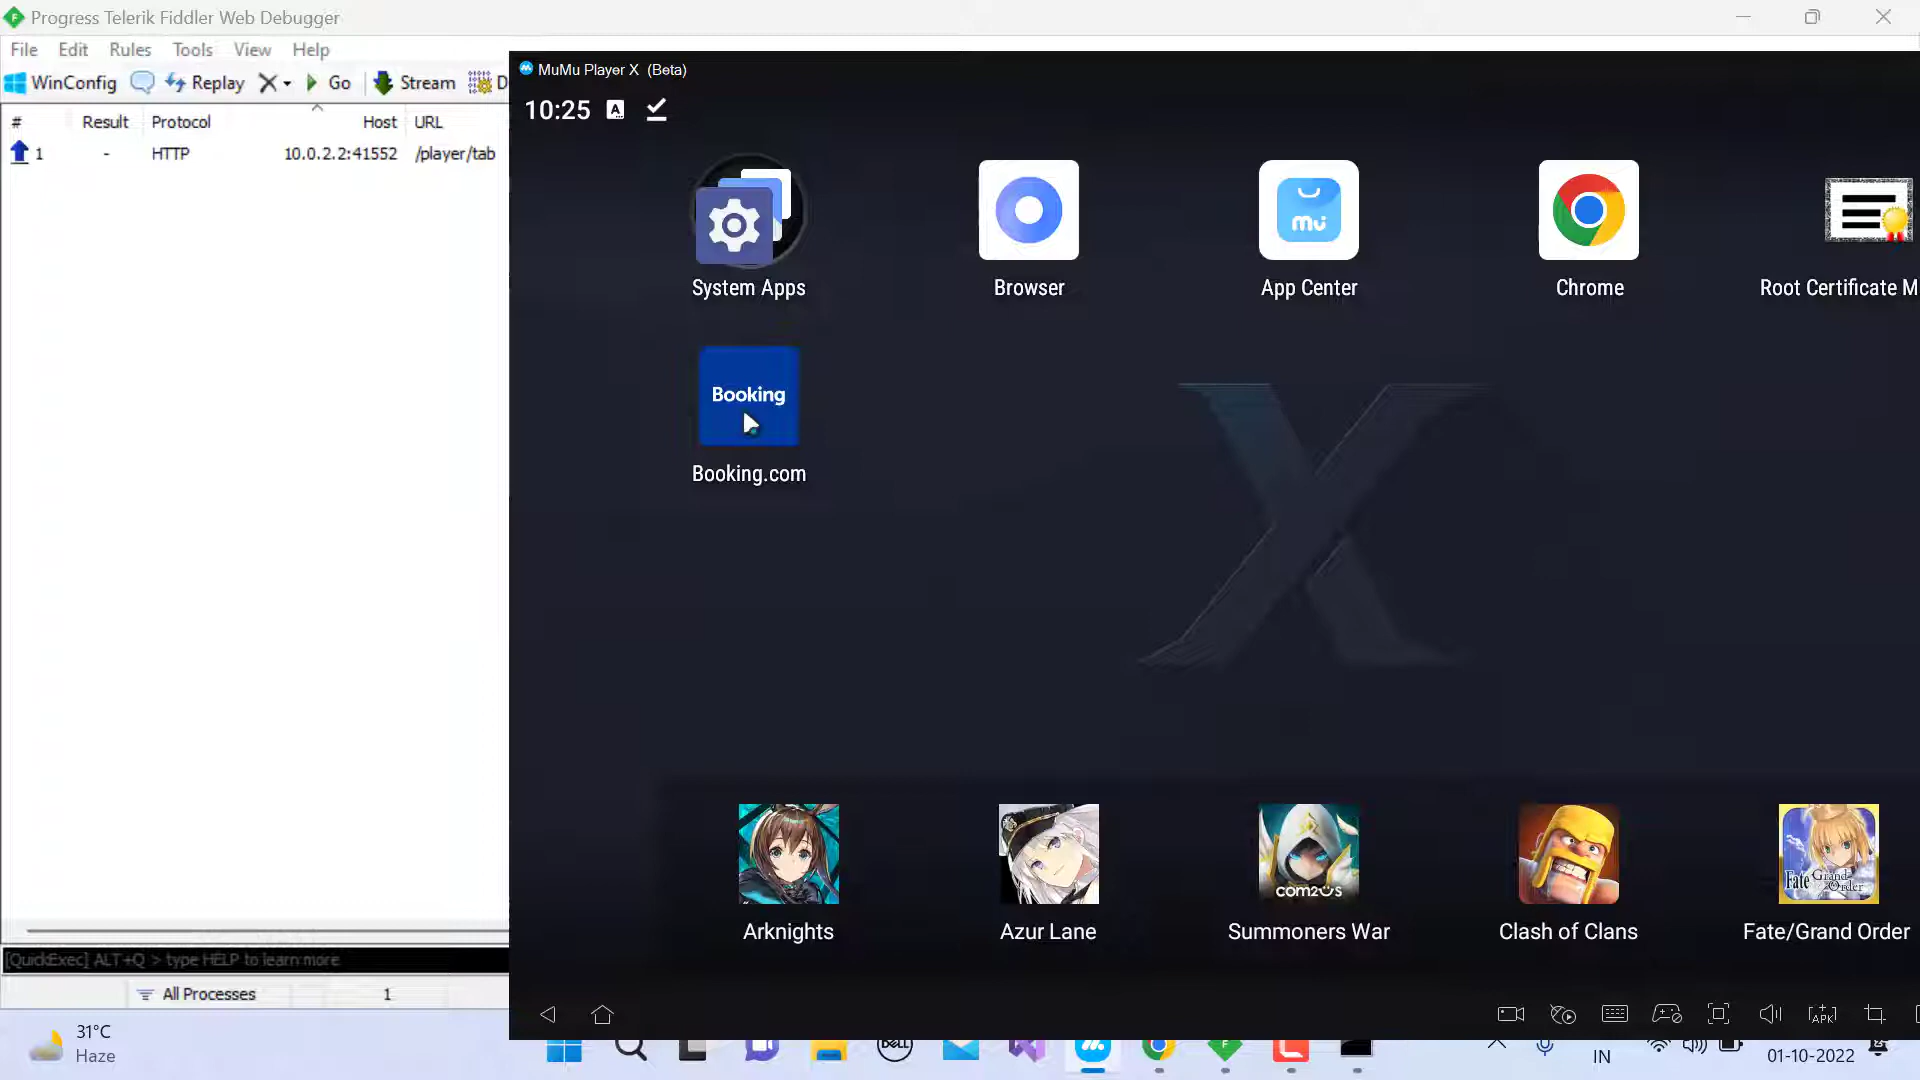 Progress Telerik Fiddler Web Debugger
File Edit Rules Tools View Help
WinConfig Replay Go Stream D
# Result Protocol Host URL
1 - HTTP 10.0.2.2:41552 /player/tab
MuMu Player X (Beta)
10:25 A
mu
System Apps Browser App Center Chrome Root Certificate M
Booking
Booking.com
com2us
Fate Grand Order
Arknights Azur Lane Summoners War Clash of Clans Fate/Grand Order
[QuickExec] ALT+Q > type HELP to learn more
All Processes 1
APK
31°C
Haze
DELL
IN
01-10-2022